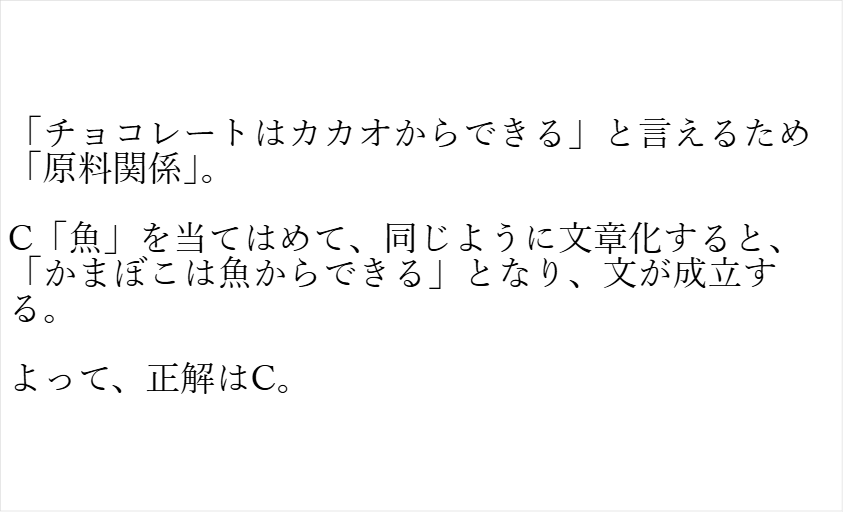 「チョコレートはカカオからできる」と言えるため
「原料関係」。
C「魚」を当てはめて、同じように文章化すると、
「かまぼこは魚からできる」となり、文が成立す
る。
よって、正解はC。